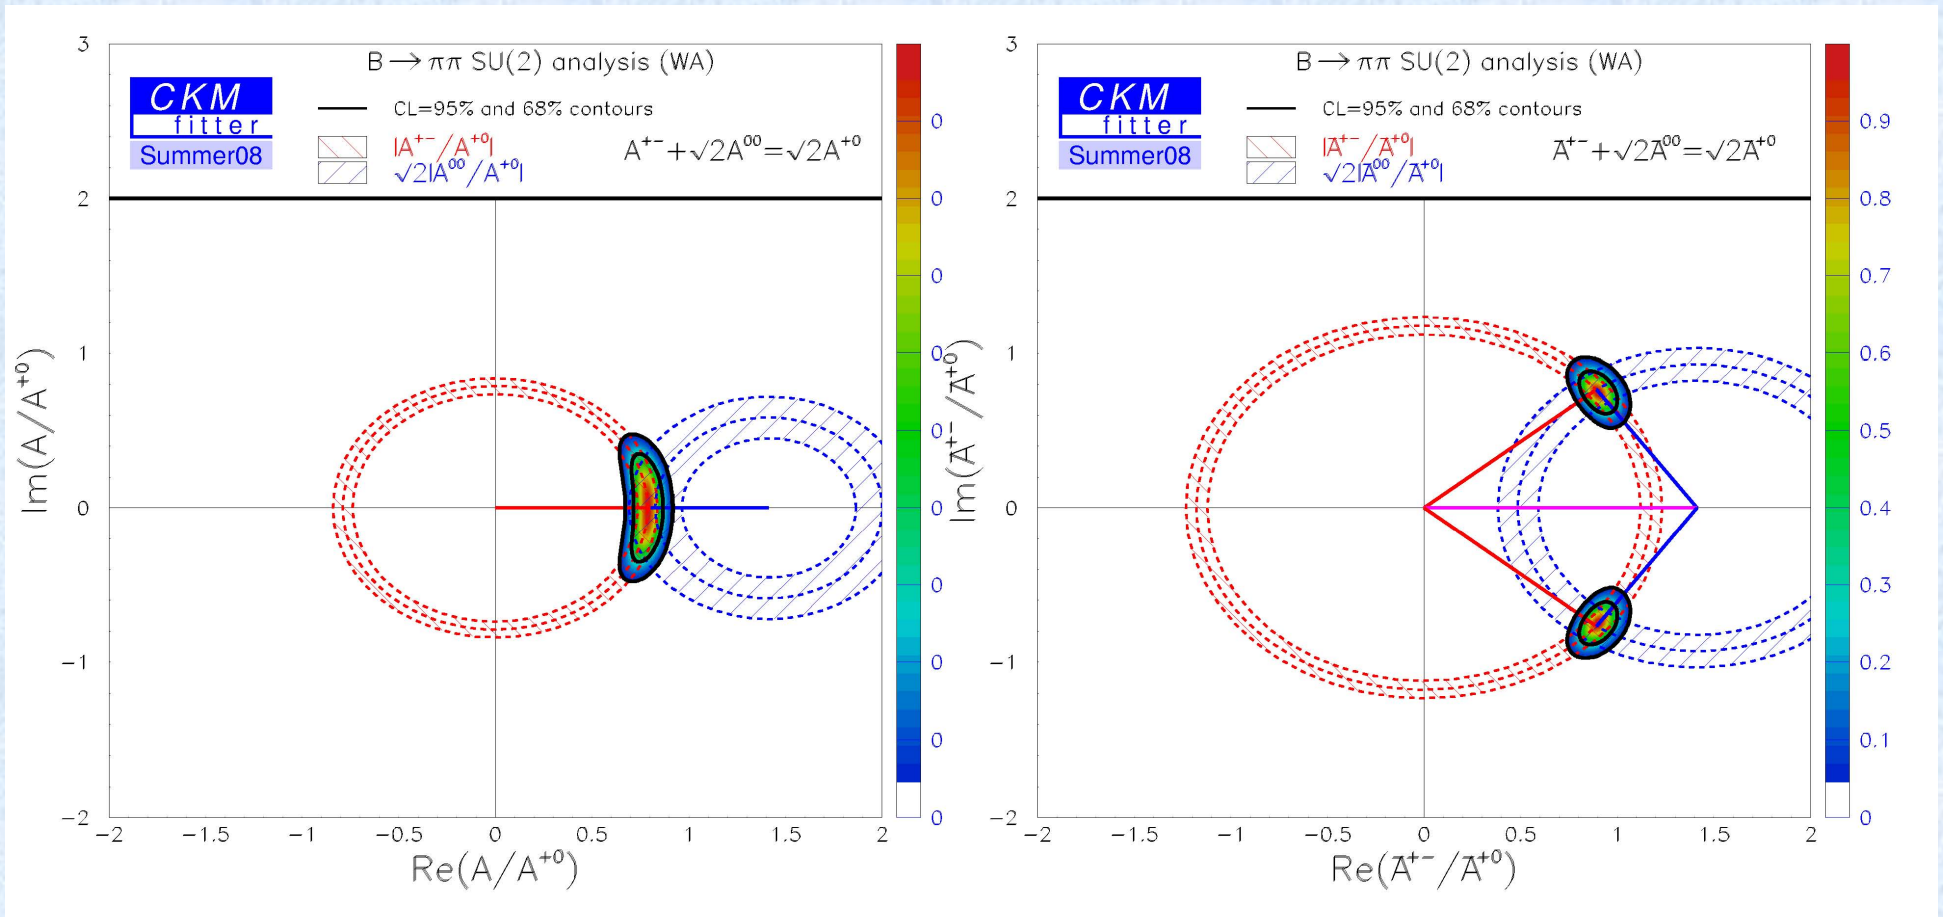 B→ππ SU(2) analysis (WA)
CKM
fitter
Summer08
CL=95% and 68% contours
|A⁺⁻/A⁺⁰|
√2|A⁰⁰/A⁺⁰|
A⁺⁻+√2A⁰⁰=√2A⁺⁰
3
2
1
0
−1
−2
Im(A/A⁺⁰)
−2 −1.5 −1 −0.5 0 0.5 1 1.5 2
Re(A/A⁺⁰)
0
0
0
0
0
0
0
0
0
0
B→ππ SU(2) analysis (WA)
CKM
fitter
Summer08
CL=95% and 68% contours
|A̅⁺⁻/A̅⁺⁰|
√2|A̅⁰⁰/A̅⁺⁰|
A̅⁺⁻+√2A̅⁰⁰=√2A̅⁺⁰
3
2
1
0
−1
−2
Im(A̅⁺⁻/A̅⁺⁰)
−2 −1.5 −1 −0.5 0 0.5 1 1.5 2
Re(A̅⁺⁻/A̅⁺⁰)
0.9
0.8
0.7
0.6
0.5
0.4
0.3
0.2
0.1
0